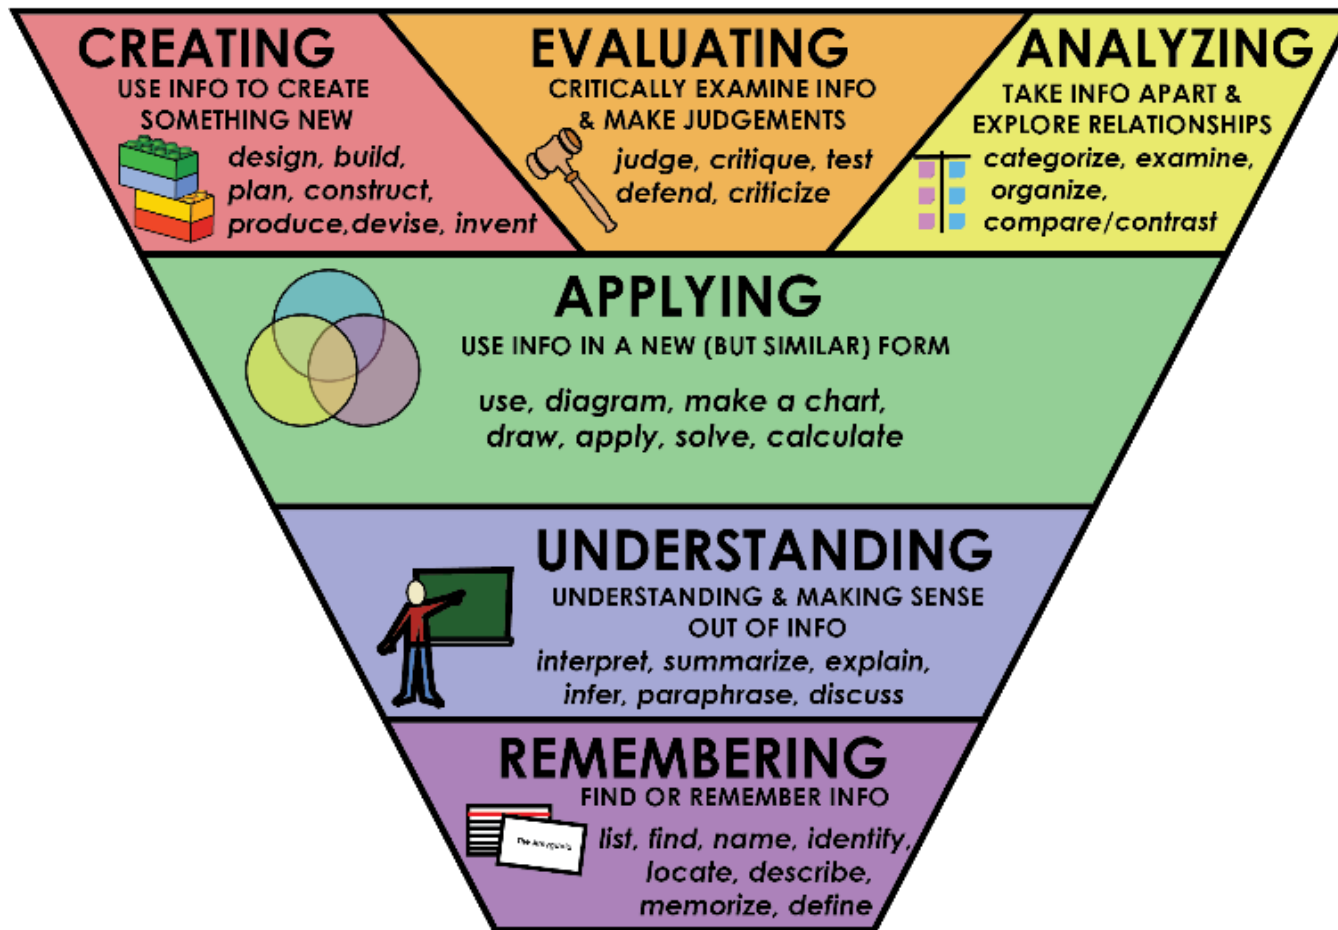 CREATING
USE INFO TO CREATE
SOMETHING NEW
design, build,
plan, construct,
produce,devise, invent
EVALUATING
CRITICALLY EXAMINE INFO
& MAKE JUDGEMENTS
judge, critique, test
defend, criticize
ANALYZING
TAKE INFO APART &
EXPLORE RELATIONSHIPS
categorize, examine,
organize,
compare/contrast
APPLYING
USE INFO IN A NEW (BUT SIMILAR) FORM
use, diagram, make a chart,
draw, apply, solve, calculate
UNDERSTANDING
UNDERSTANDING & MAKING SENSE
OUT OF INFO
interpret, summarize, explain,
infer, paraphrase, discuss
REMEMBERING
FIND OR REMEMBER INFO
list, find, name, identify,
locate, describe,
memorize, define